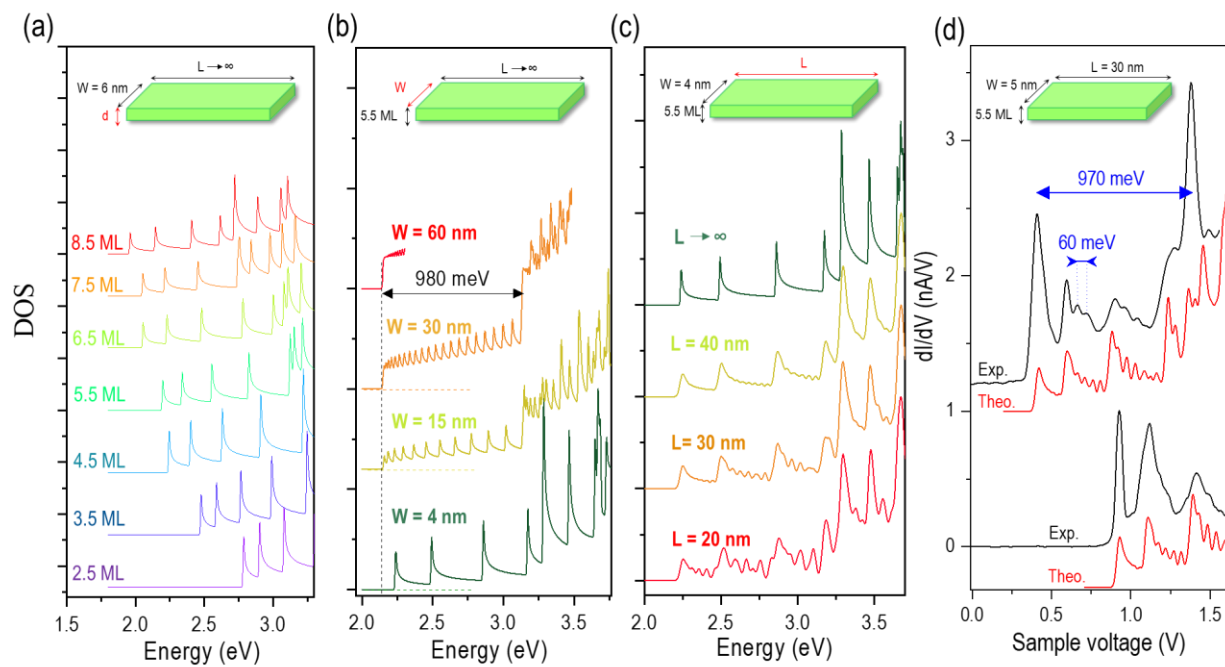 (a)
L → ∞
W = 6 nm
d
8.5 ML
7.5 ML
6.5 ML
5.5 ML
4.5 ML
3.5 ML
2.5 ML
DOS
1.5 2.0 2.5 3.0
Energy (eV)
(b)
L → ∞
W
5.5 ML
W = 60 nm
980 meV
W = 30 nm
W = 15 nm
W = 4 nm
2.0 2.5 3.0 3.5
Energy (eV)
(c)
L
W = 4 nm
5.5 ML
L → ∞
L = 40 nm
L= 30 nm
L = 20 nm
2.0 2.5 3.0 3.5
Energy (eV)
(d)
L = 30 nm
W = 5 nm
5.5 ML
970 meV
60 meV
Exp.
Theo.
Exp.
Theo.
dI/dV (nA/V)
3
2
1
0
0.0 0.5 1.0 1.5
Sample voltage (V)